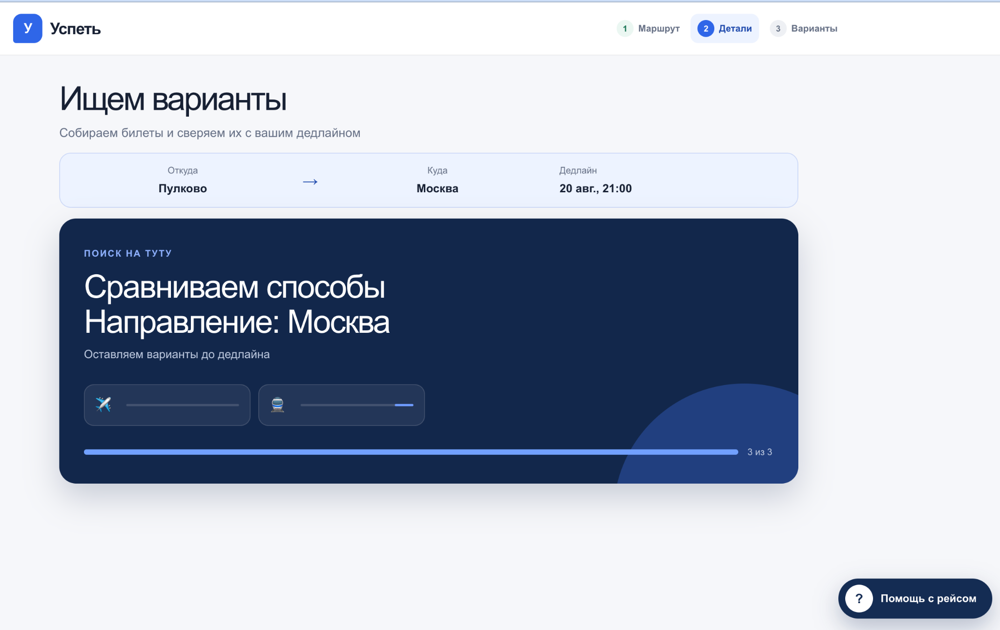 У Успеть
1 Маршрут 2 Детали 3 Варианты
Ищем варианты
Собираем билеты и сверяем их с вашим дедлайном
Откуда
Пулково
→
Куда
Москва
Дедлайн
20 авг., 21:00
ПОИСК НА ТУТУ
Сравниваем способы
Направление: Москва
Оставляем варианты до дедлайна
3 из 3
? Помощь с рейсом